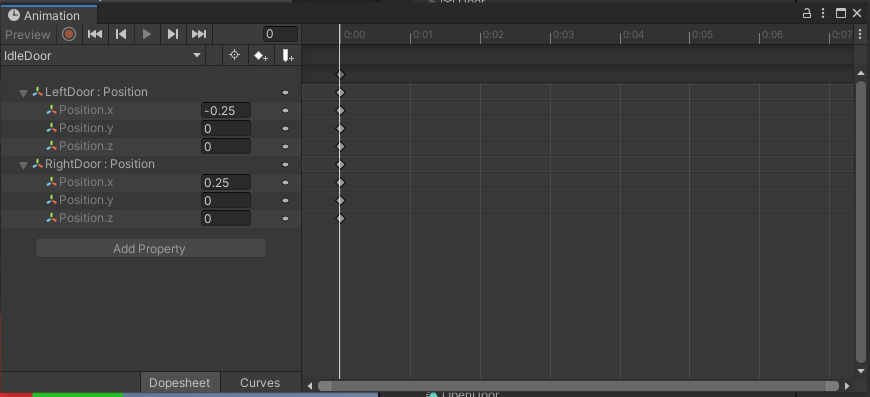 Animation
Preview 0 0:00 0:01 0:02 0:03 0:04 0:05 0:06 0:07
IdleDoor
LeftDoor : Position
Position.x -0.25
Position.y 0
Position.z 0
RightDoor : Position
Position.x 0.25
Position.y 0
Position.z 0
Add Property
Dopesheet Curves
OpenDoor